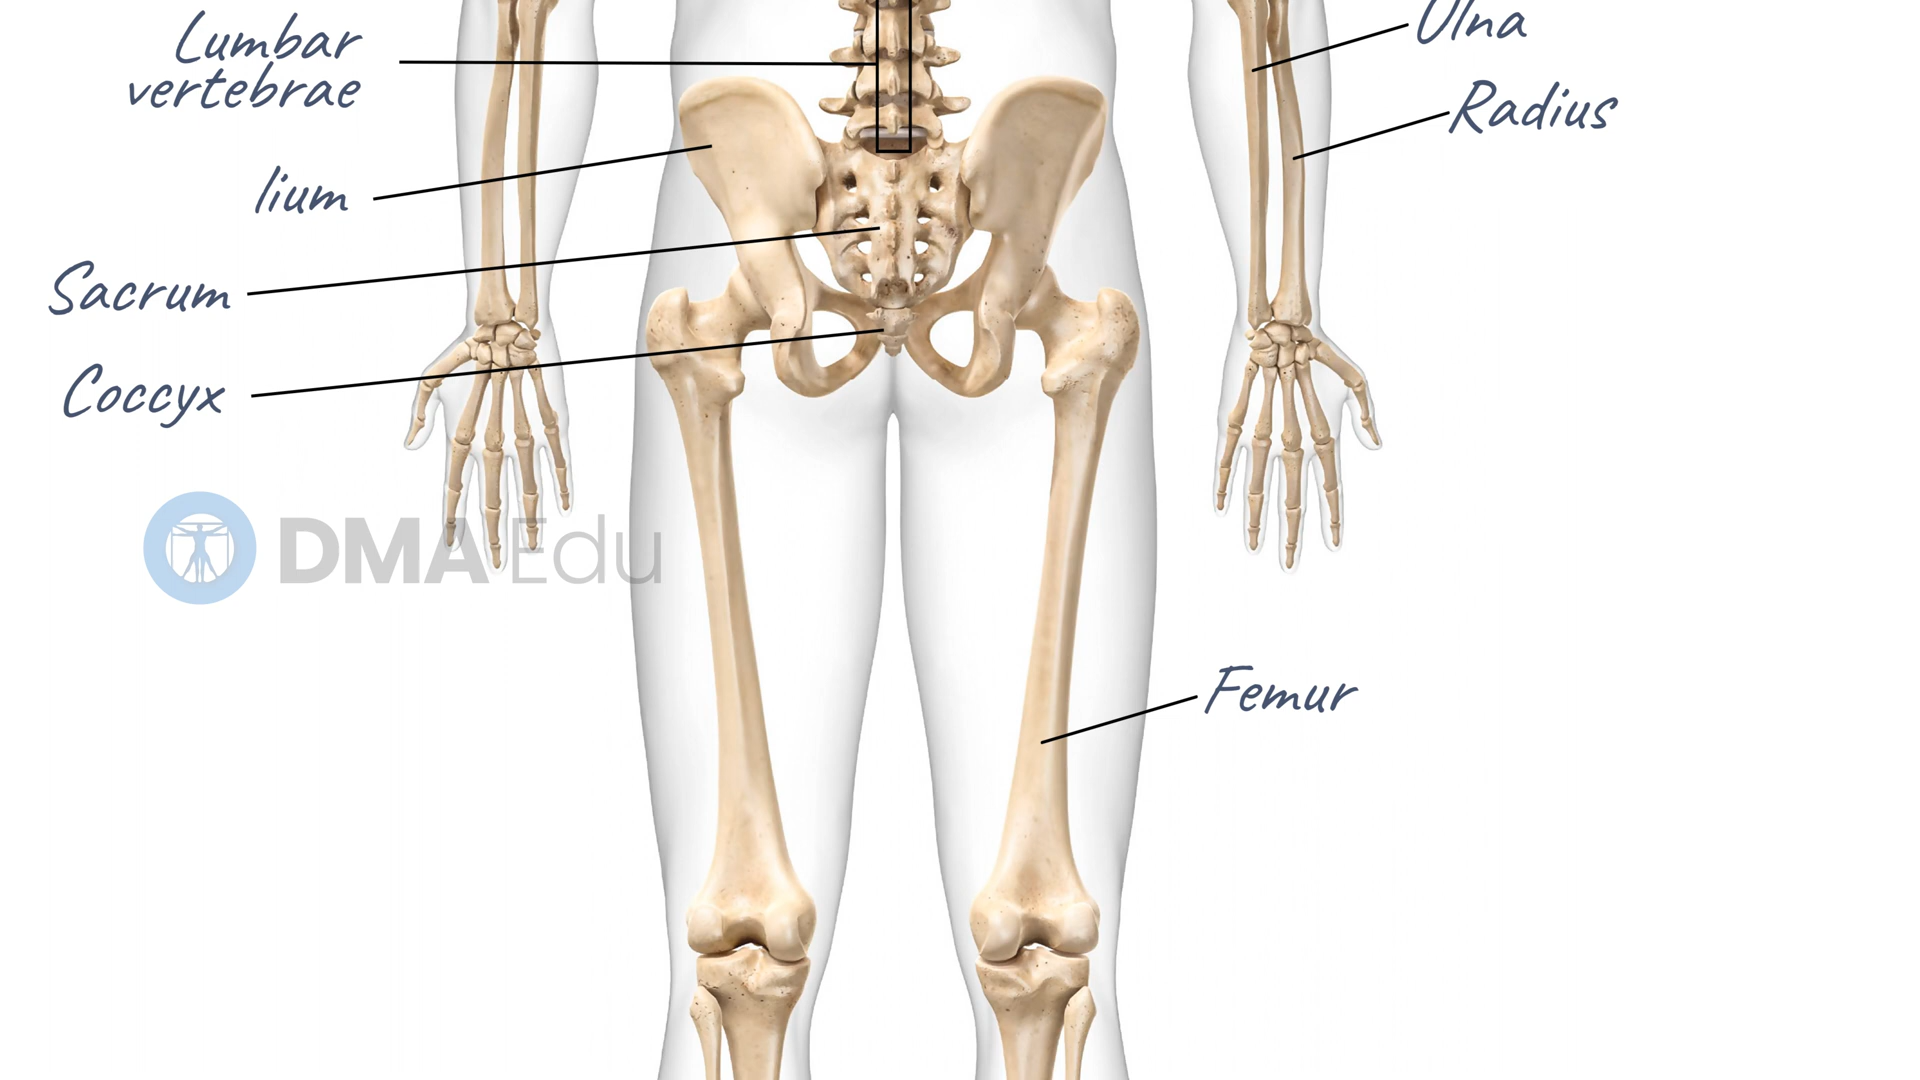 Lumbar
vertebrae
lium
Sacrum
Coccyx
Ulna
Radius
DMA Edu
Femur